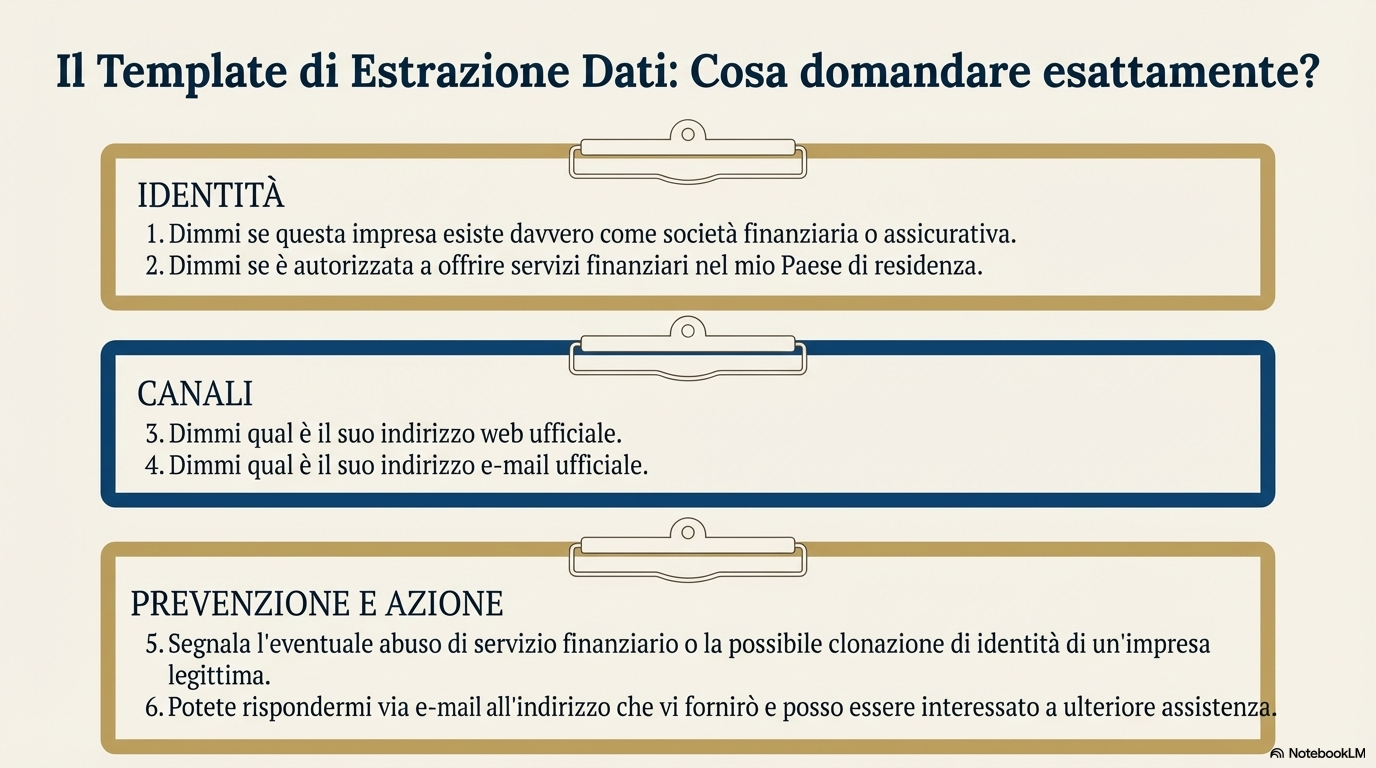 Il Template di Estrazione Dati: Cosa domandare esattamente?
IDENTITÀ
1. Dimmi se questa impresa esiste davvero come società finanziaria o assicurativa.
2. Dimmi se è autorizzata a offrire servizi finanziari nel mio Paese di residenza.
CANALI
3. Dimmi qual è il suo indirizzo web ufficiale.
4. Dimmi qual è il suo indirizzo e-mail ufficiale.
PREVENZIONE E AZIONE
5. Segnala l'eventuale abuso di servizio finanziario o la possibile clonazione di identità di un'impresa
legittima.
6. Potete rispondermi via e-mail all'indirizzo che vi fornirò e posso essere interessato a ulteriore assistenza.
NotebookLM